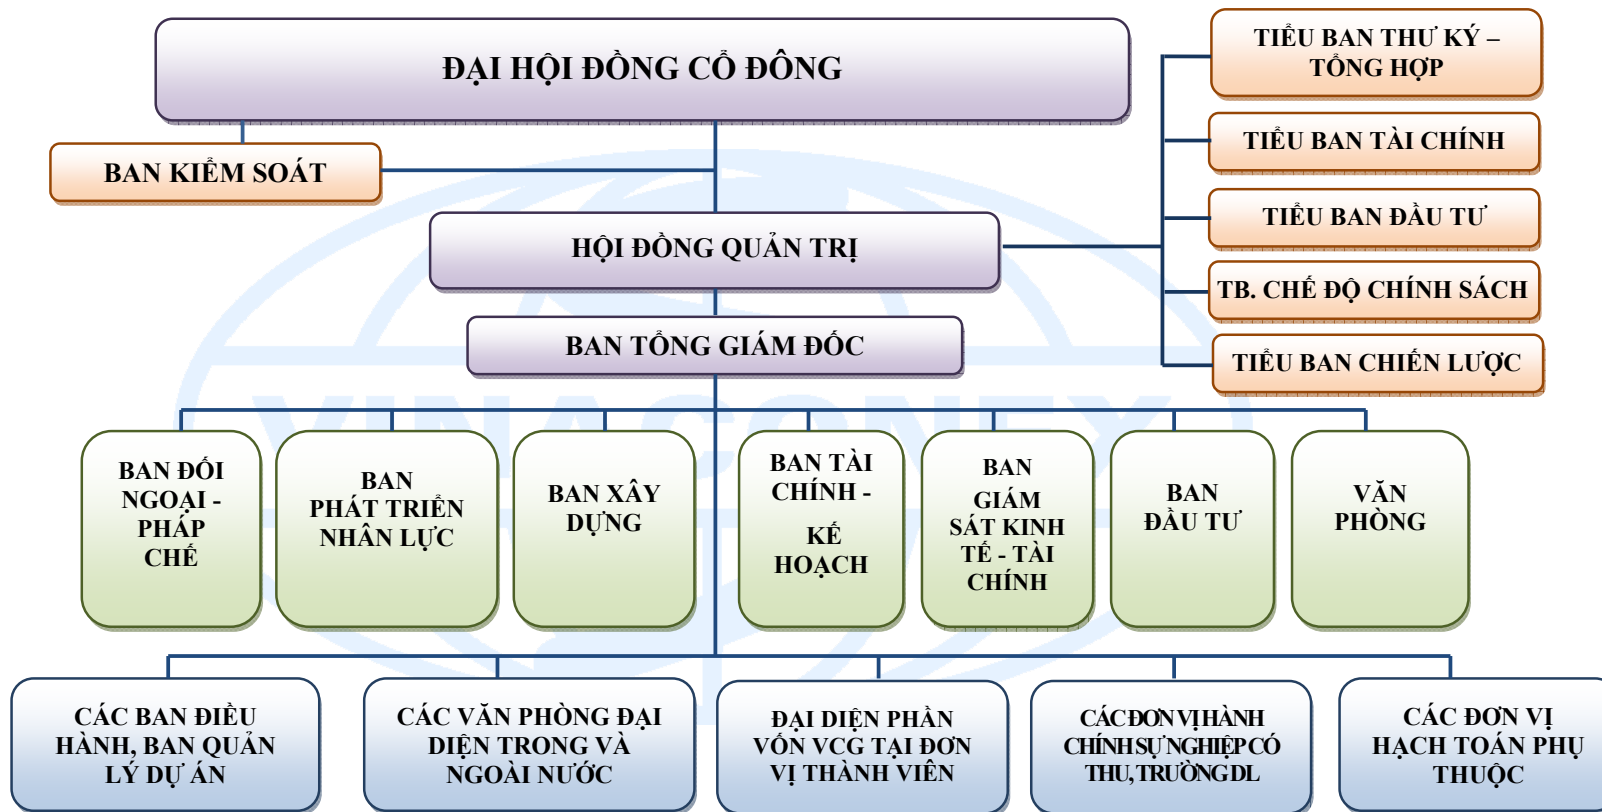 ĐẠI HỘI ĐỒNG CỔ ĐÔNG
BAN KIỂM SOÁT
HỘI ĐỒNG QUẢN TRỊ
BAN TỔNG GIÁM ĐỐC
TIỂU BAN THƯ KÝ –
TỔNG HỢP
TIỂU BAN TÀI CHÍNH
TIỂU BAN ĐẦU TƯ
TB. CHẾ ĐỘ CHÍNH SÁCH
TIỂU BAN CHIẾN LƯỢC
VINACONEX
BAN ĐỐI
NGOẠI -
PHÁP
CHẾ
BAN
PHÁT TRIỂN
NHÂN LỰC
BAN XÂY
DỰNG
BAN TÀI
CHÍNH -
KẾ
HOẠCH
BAN
GIÁM
SÁT KINH
TẾ - TÀI
CHÍNH
BAN
ĐẦU TƯ
VĂN
PHÒNG
CÁC BAN ĐIỀU
HÀNH, BAN QUẢN
LÝ DỰ ÁN
CÁC VĂN PHÒNG ĐẠI
DIỆN TRONG VÀ
NGOÀI NƯỚC
ĐẠI DIỆN PHẦN
VỐN VCG TẠI ĐƠN
VỊ THÀNH VIÊN
CÁC ĐƠN VỊ HÀNH
CHÍNH SỰ NGHIỆP CÓ
THU, TRƯỜNG DL
CÁC ĐƠN VỊ
HẠCH TOÁN PHỤ
THUỘC